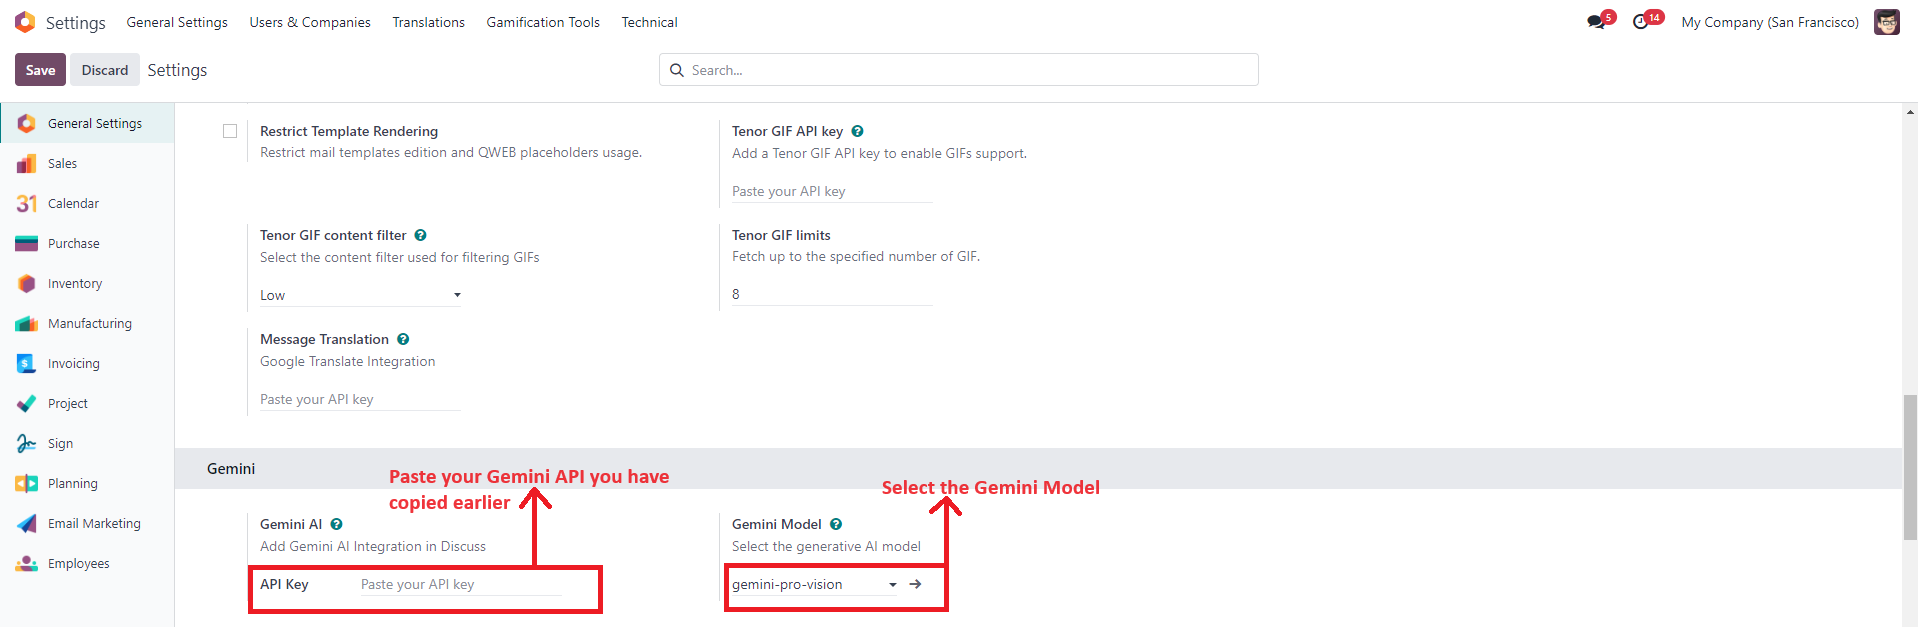 Settings General Settings Users & Companies Translations Gamification Tools Technical 5 14 My Company (San Francisco)
Save Discard Settings Search...
General Settings
Sales
31 Calendar
Purchase
Inventory
Manufacturing
$ Invoicing
Project
Sign
Planning
Email Marketing
Employees
Restrict Template Rendering
Restrict mail templates edition and QWEB placeholders usage.
Tenor GIF API key ?
Add a Tenor GIF API key to enable GIFs support.
Paste your API key
Tenor GIF content filter ?
Select the content filter used for filtering GIFs
Low
Tenor GIF limits
Fetch up to the specified number of GIF.
8
Message Translation ?
Google Translate Integration
Paste your API key
Gemini
Paste your Gemini API you have
copied earlier
Select the Gemini Model
Gemini AI ?
Add Gemini AI Integration in Discuss
API Key Paste your API key
Gemini Model ?
Select the generative AI model
gemini-pro-vision